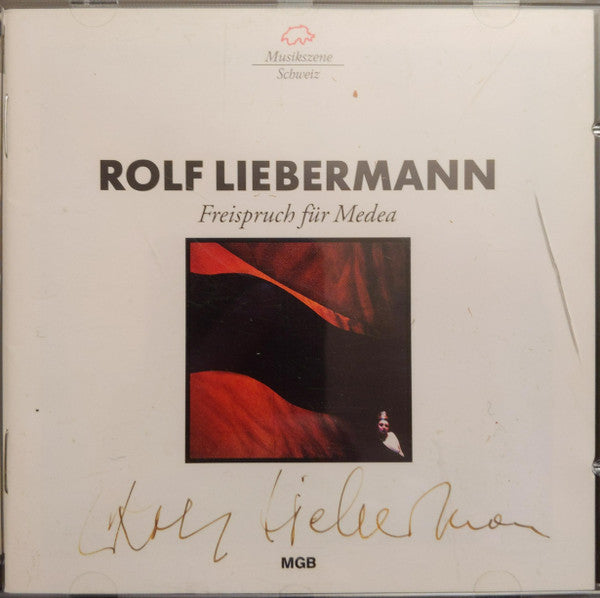 Musikszene
Schweiz
ROLF LIEBERMANN
Freispruch für Medea
Rolf Liebermann
MGB